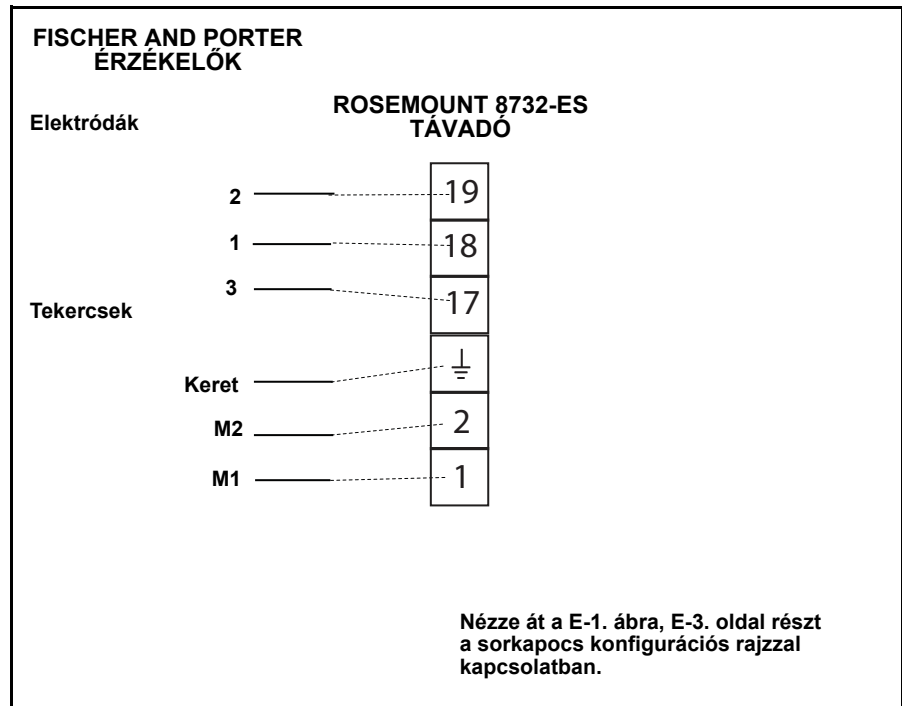 FISCHER AND PORTER
ÉRZÉKELŐK
ROSEMOUNT 8732-ES
TÁVADÓ
Elektródák
2 19
1 18
3 17
Tekercsek
Keret
M2 2
M1 1
Nézze át a E-1. ábra, E-3. oldal részt
a sorkapocs konfigurációs rajzzal
kapcsolatban.